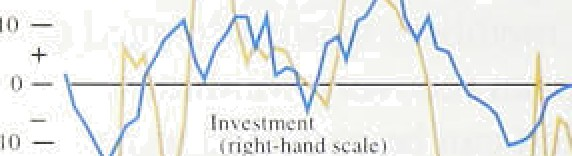 10
+
0
−
10
Investment
(right-hand scale)